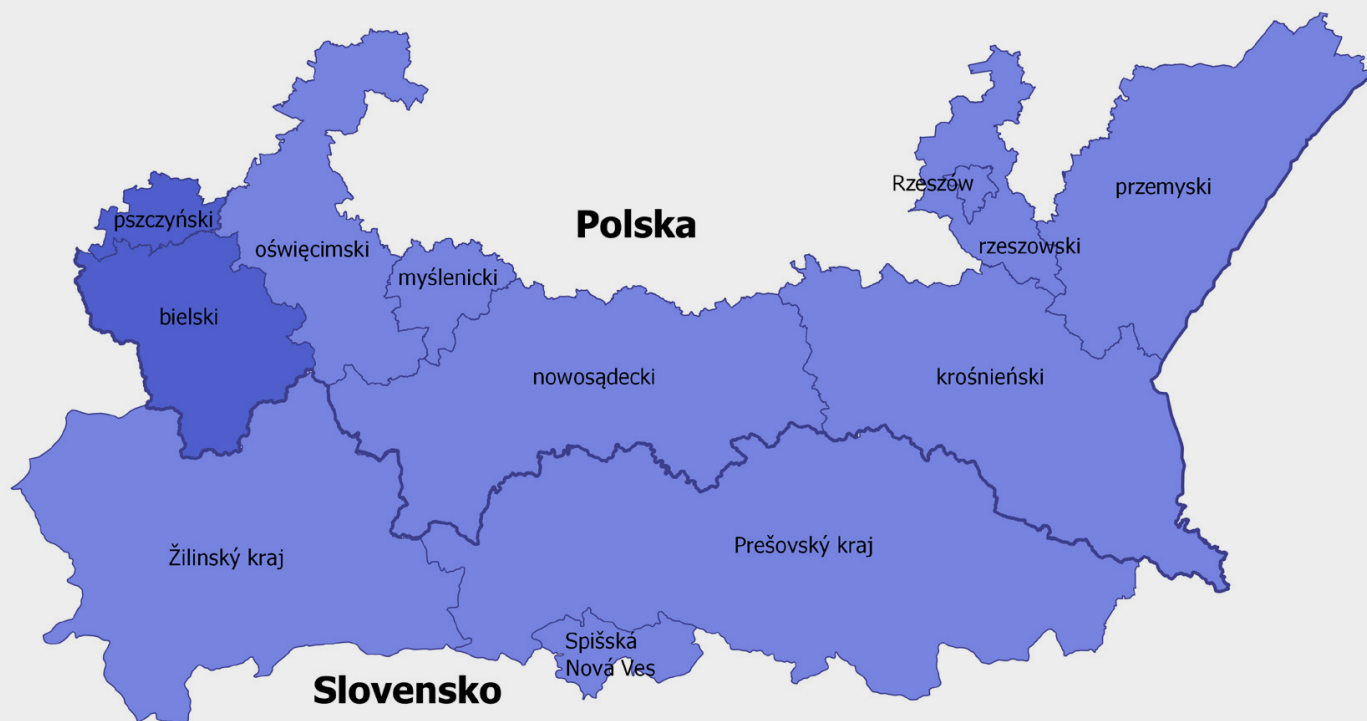 Rzeszów
przemyski
pszczyński
Polska
oświęcimski
rzeszowski
myślenicki
bielski
nowosądecki
krośnieński
Prešovský kraj
Žilinský kraj
Spišská
Nová Ves
Slovensko